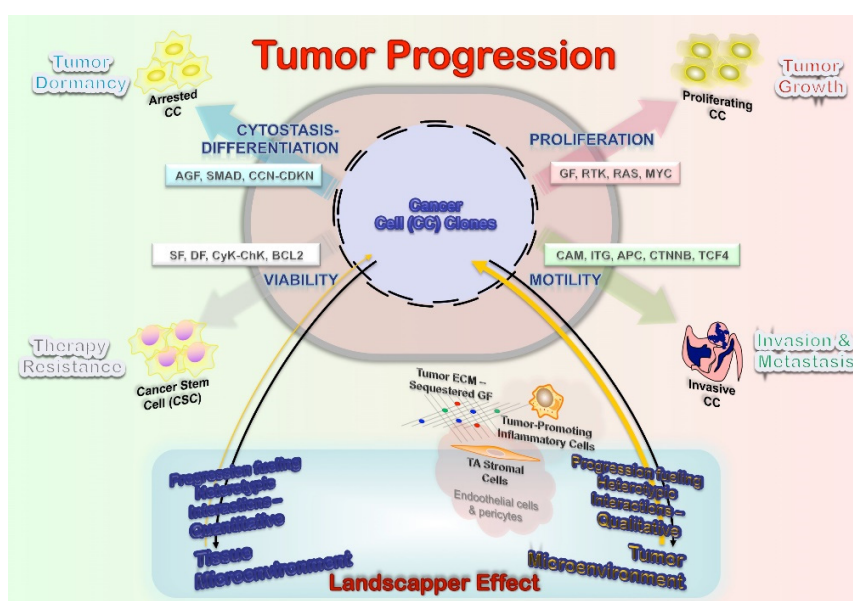 Tumor Progression
Tumor
Dormancy
Arrested
CC
CYTOSTASIS-
DIFFERENTIATION
AGF, SMAD, CCN-CDKN
PROLIFERATION
GF, RTK, RAS, MYC
Proliferating
CC
Tumor
Growth
Cancer
Cell (CC) Clones
SF, DF, CyK-ChK, BCL2
VIABILITY
CAM, ITG, APC, CTNNB, TCF4
MOTILITY
Therapy
Resistance
Cancer Stem
Cell (CSC)
Invasive
CC
Invasion &
Metastasis
Tumor ECM --
Sequestered GF
Tumor-Promoting
Inflammatory Cells
TA Stromal
Cells
Endoothelial cells
& pericytes
Progression fueling
Heterotypic
Interactions –
Quantitative
Tissue
Microenvironment
Progression fueling
Heterotypic
Interactions –
Qualitative
Tumor
Microenvironment
Landscapper Effect